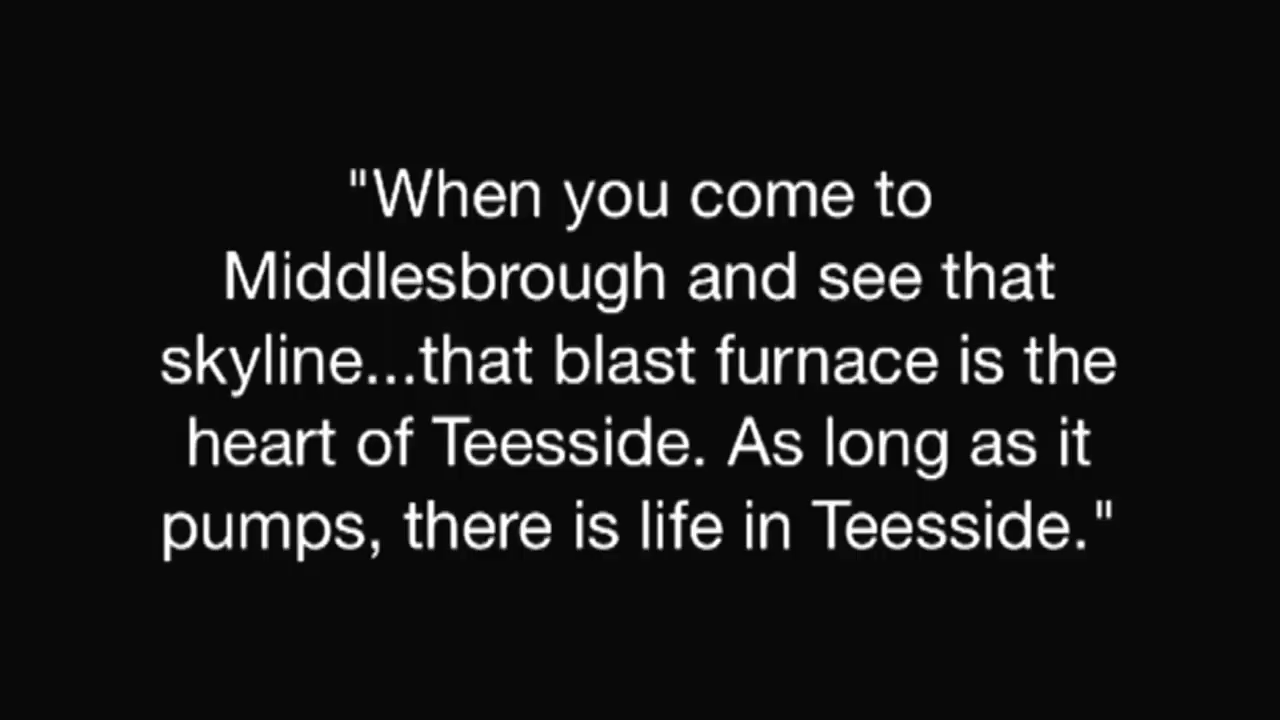 "When you come to
Middlesbrough and see that
skyline...that blast furnace is the
heart of Teesside. As long as it
pumps, there is life in Teesside."